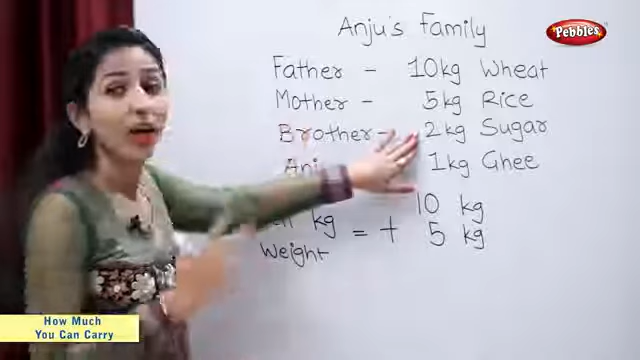 Anju's Family
Pebbles
Father - 10kg Wheat
Mother - 5kg Rice
Brother - 2kg Sugar
1kg Ghee
10 kg
kg = + 5 kg
Weight
How Much
You Can Carry